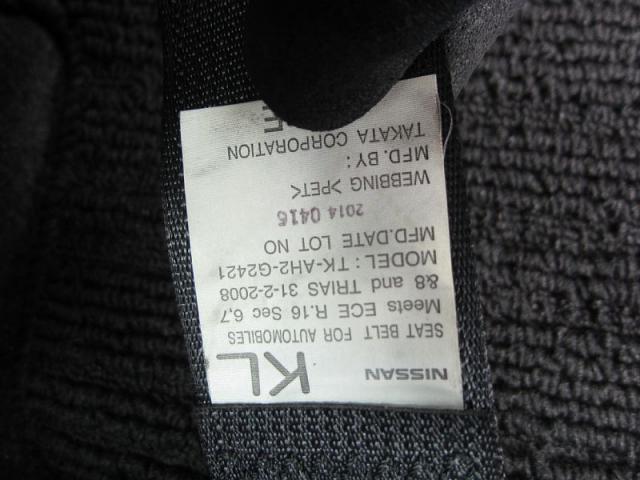 NISSAN KL
SEAT BELT FOR AUTOMOBILES
Meets ECE R.16 Sec 6,7
&8 and TRIAS 31-2-2008
MODEL : TK-AH2-G2421
MFD.DATE LOT NO
2014 0416
WEBBING >PET<
MFD.BY :
TAKATA CORPORATION